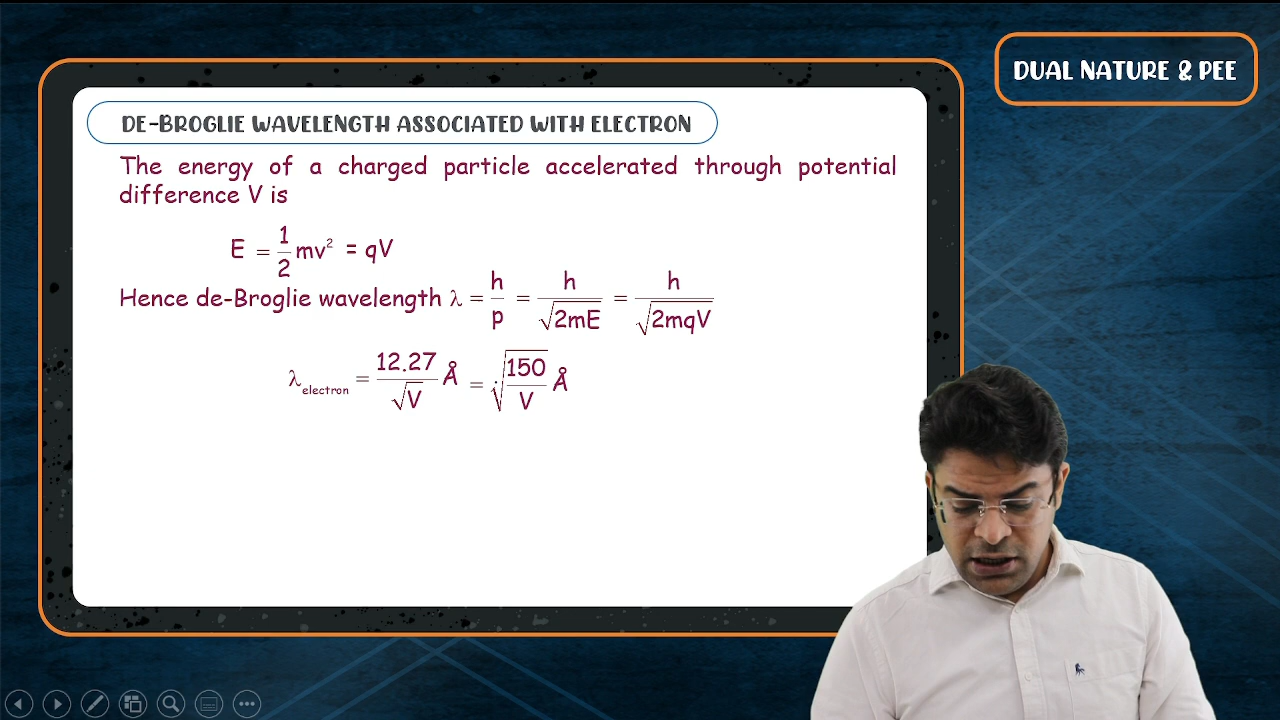 DUAL NATURE & PEE
DE-BROGLIE WAVELENGTH ASSOCIATED WITH ELECTRON
The energy of a charged particle accelerated through potential
difference V is
E = 1/2 mv² = qV
Hence de-Broglie wavelength λ = h/p = h/√2mE = h/√2mqV
λelectron = 12.27/√V Å = √150/V Å